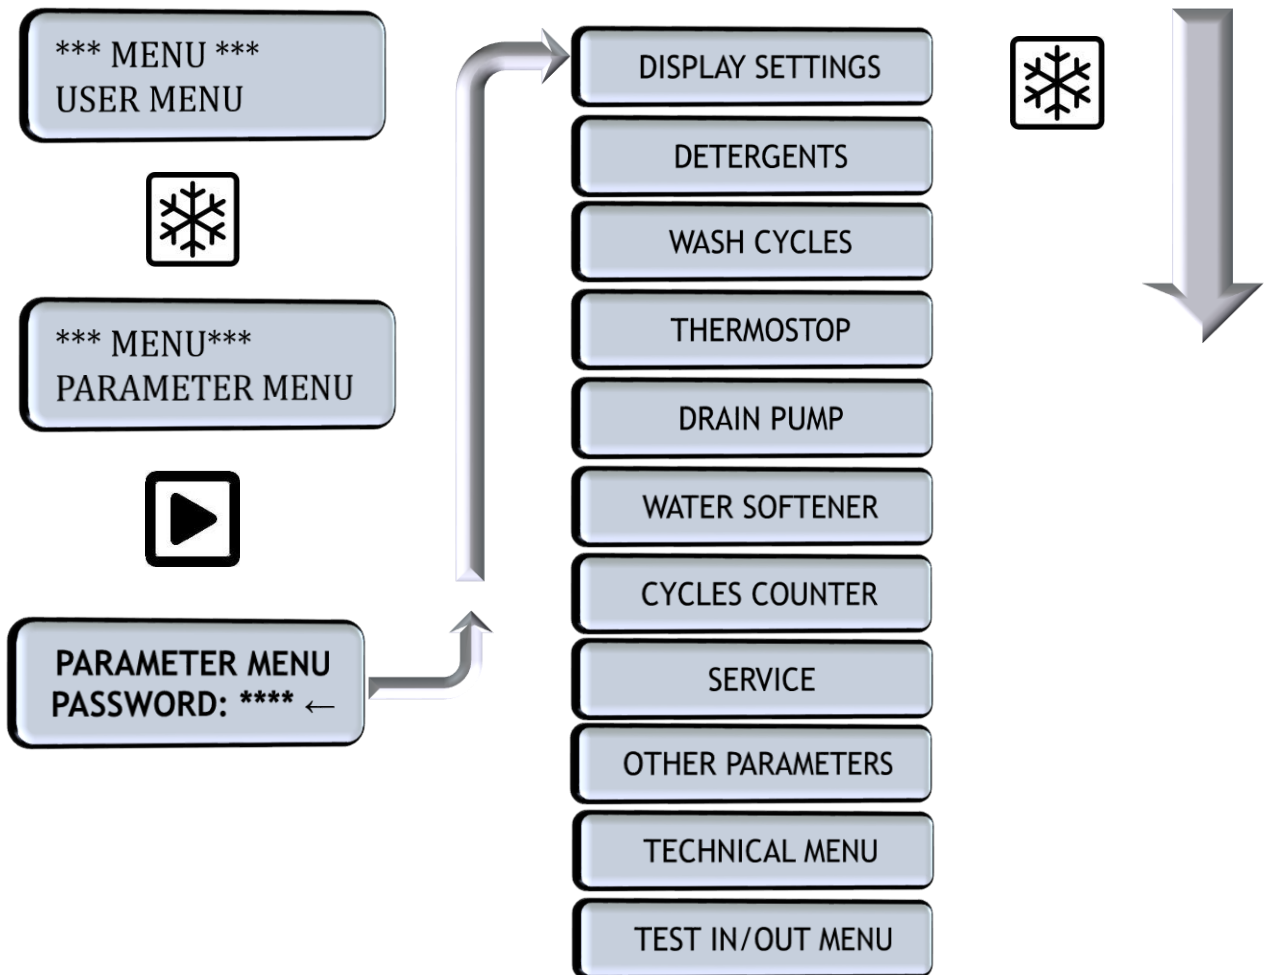 *** MENU ***
USER MENU
*** MENU***
PARAMETER MENU
PARAMETER MENU
PASSWORD: **** ←
DISPLAY SETTINGS
DETERGENTS
WASH CYCLES
THERMOSTOP
DRAIN PUMP
WATER SOFTENER
CYCLES COUNTER
SERVICE
OTHER PARAMETERS
TECHNICAL MENU
TEST IN/OUT MENU